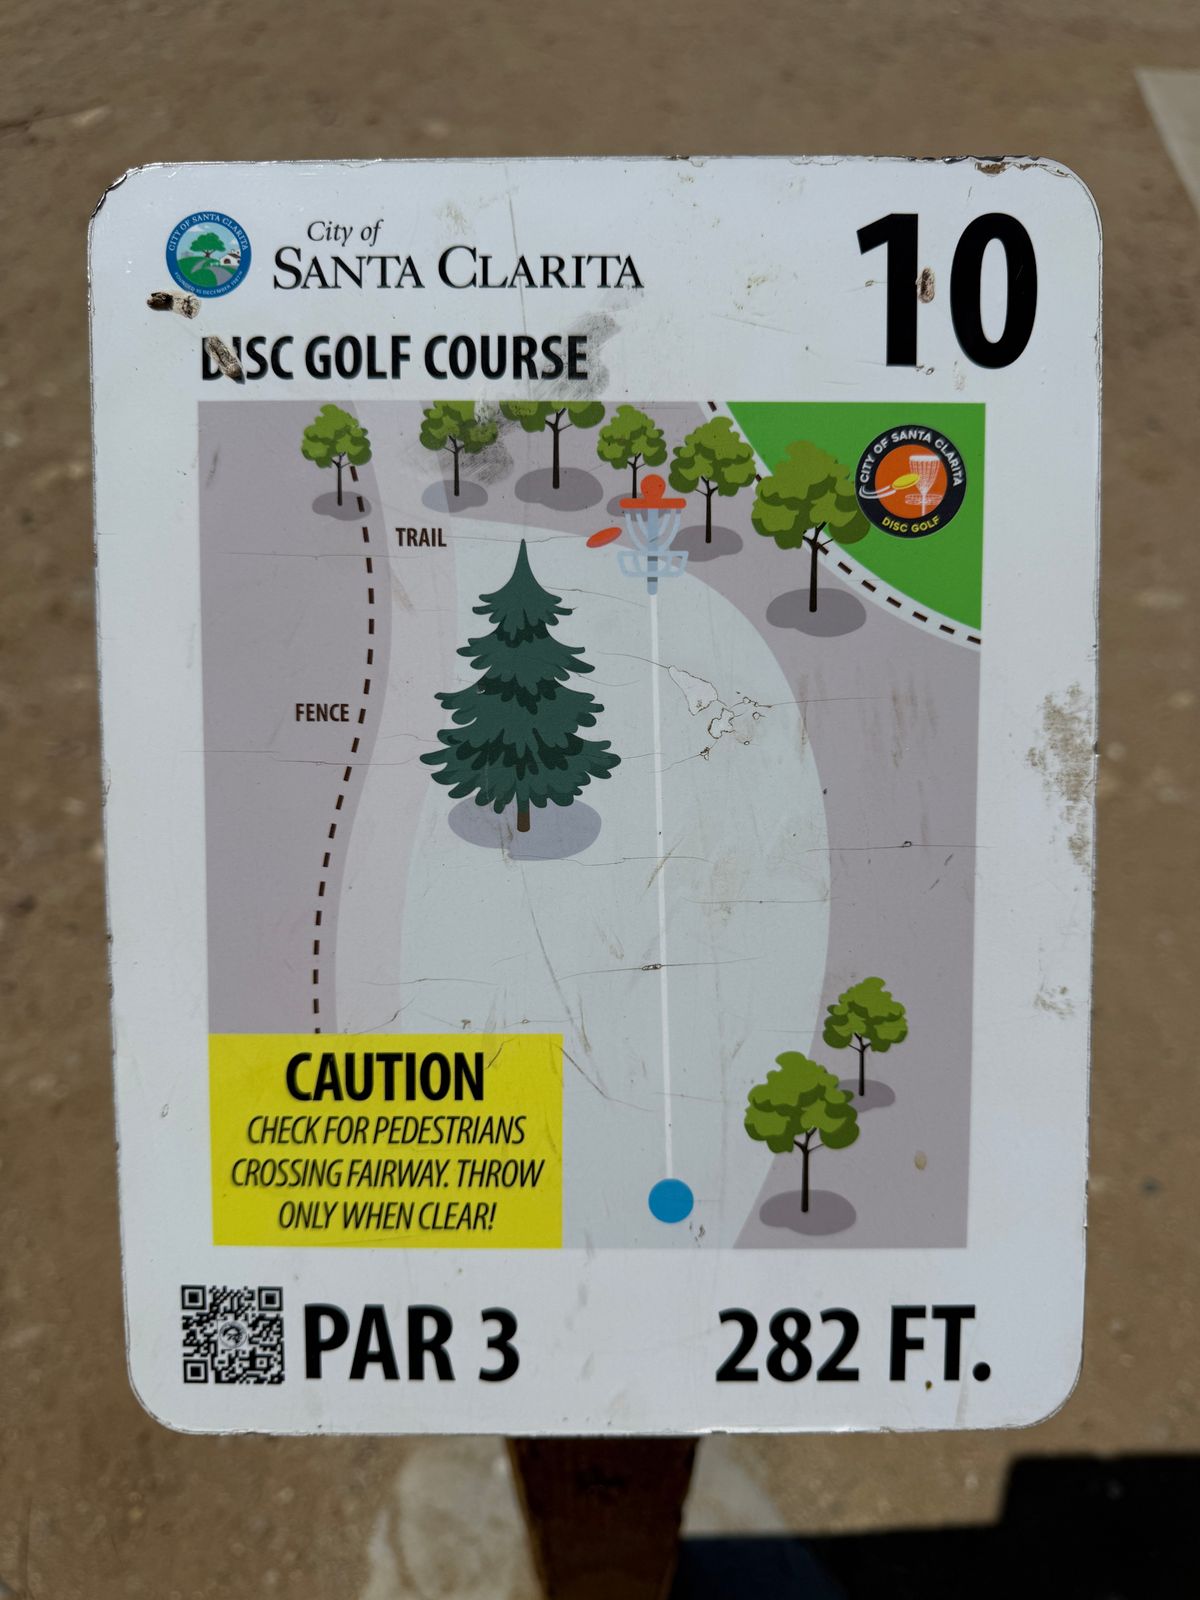 CITY OF SANTA CLARITA
City of
SANTA CLARITA
10
DISC GOLF COURSE
CITY OF SANTA CLARITA
DISC GOLF
TRAIL
FENCE
CAUTION
CHECK FOR PEDESTRIANS
CROSSING FAIRWAY. THROW
ONLY WHEN CLEAR!
PAR 3
282 FT.